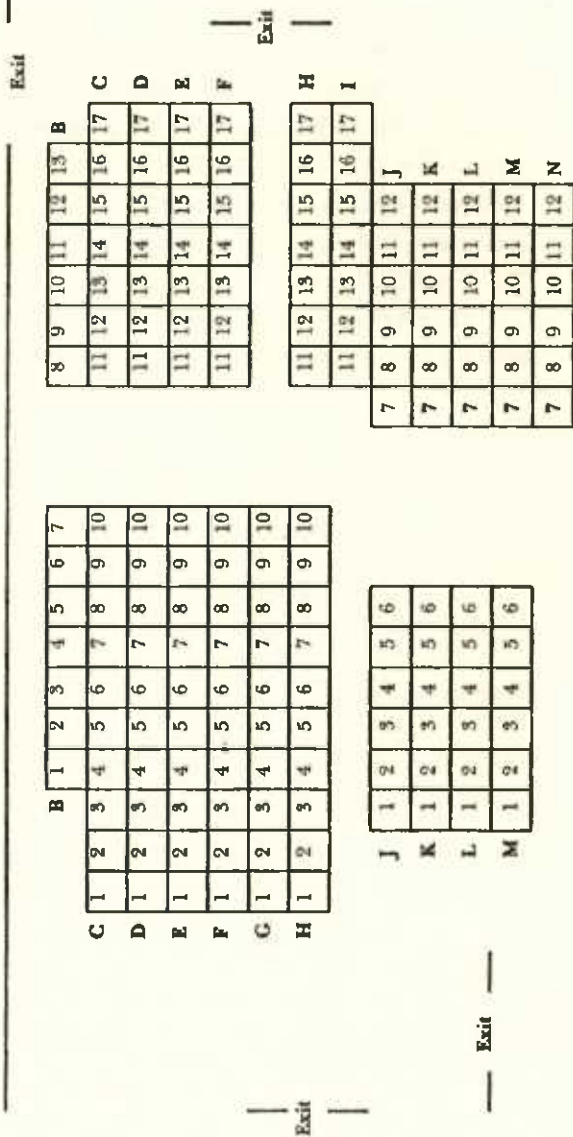 Exit
B 1 2 3 4 5 6 7 8 9 10 11 12 13 B
C 1 2 3 4 5 6 7 8 9 10 11 12 13 14 15 16 17 C
D 1 2 3 4 5 6 7 8 9 10 11 12 13 14 15 16 17 D
E 1 2 3 4 5 6 7 8 9 10 11 12 13 14 15 16 17 E
F 1 2 3 4 5 6 7 8 9 10 11 12 13 14 15 16 17 F
Exit
G 1 2 3 4 5 6 7 8 9 10
H 1 2 3 4 5 6 7 8 9 10 11 12 13 14 15 16 17 H
Exit
11 12 13 14 15 16 17 I
J 1 2 3 4 5 6 7 8 9 10 11 12 J
K 1 2 3 4 5 6 7 8 9 10 11 12 K
L 1 2 3 4 5 6 7 8 9 10 11 12 L
Exit
M 1 2 3 4 5 6 7 8 9 10 11 12 M
7 8 9 10 11 12 N